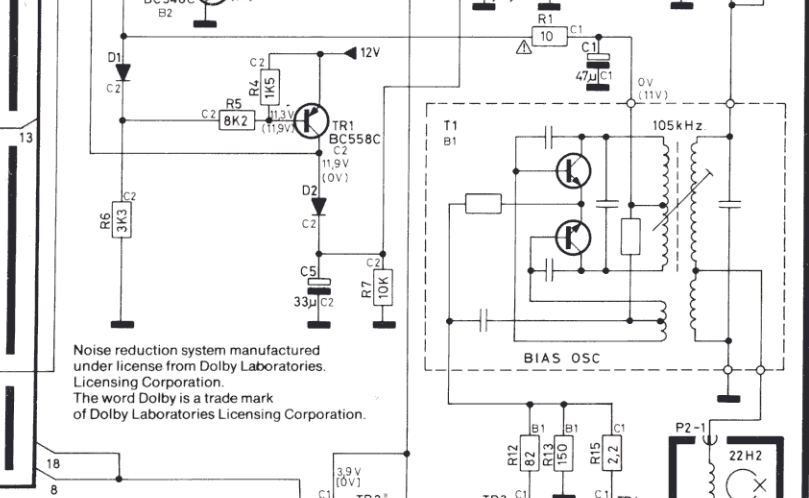 BC548C
B2
D1
C2
C2
R4
1K5
12V
C2
R5
8K2
11,3V
(11,9V)
TR1
BC558C
C2
11,9V
(0V)
D2
C2
R6
3K3
C2
C5
33μ
C2
R7
10K
C2
R1
10
C1
C1
47μ
C1
0V
(11V)
T1
B1
105kHz
BIAS OSC
13
Noise reduction system manufactured
under license from Dolby Laboratories.
Licensing Corporation.
The word Dolby is a trade mark
of Dolby Laboratories Licensing Corporation.
18
8
3,9V
[0V]
C1
R12
82
B1
R13
150
B1
R15
2,2
C1
C1
C1
P2-1
22H2